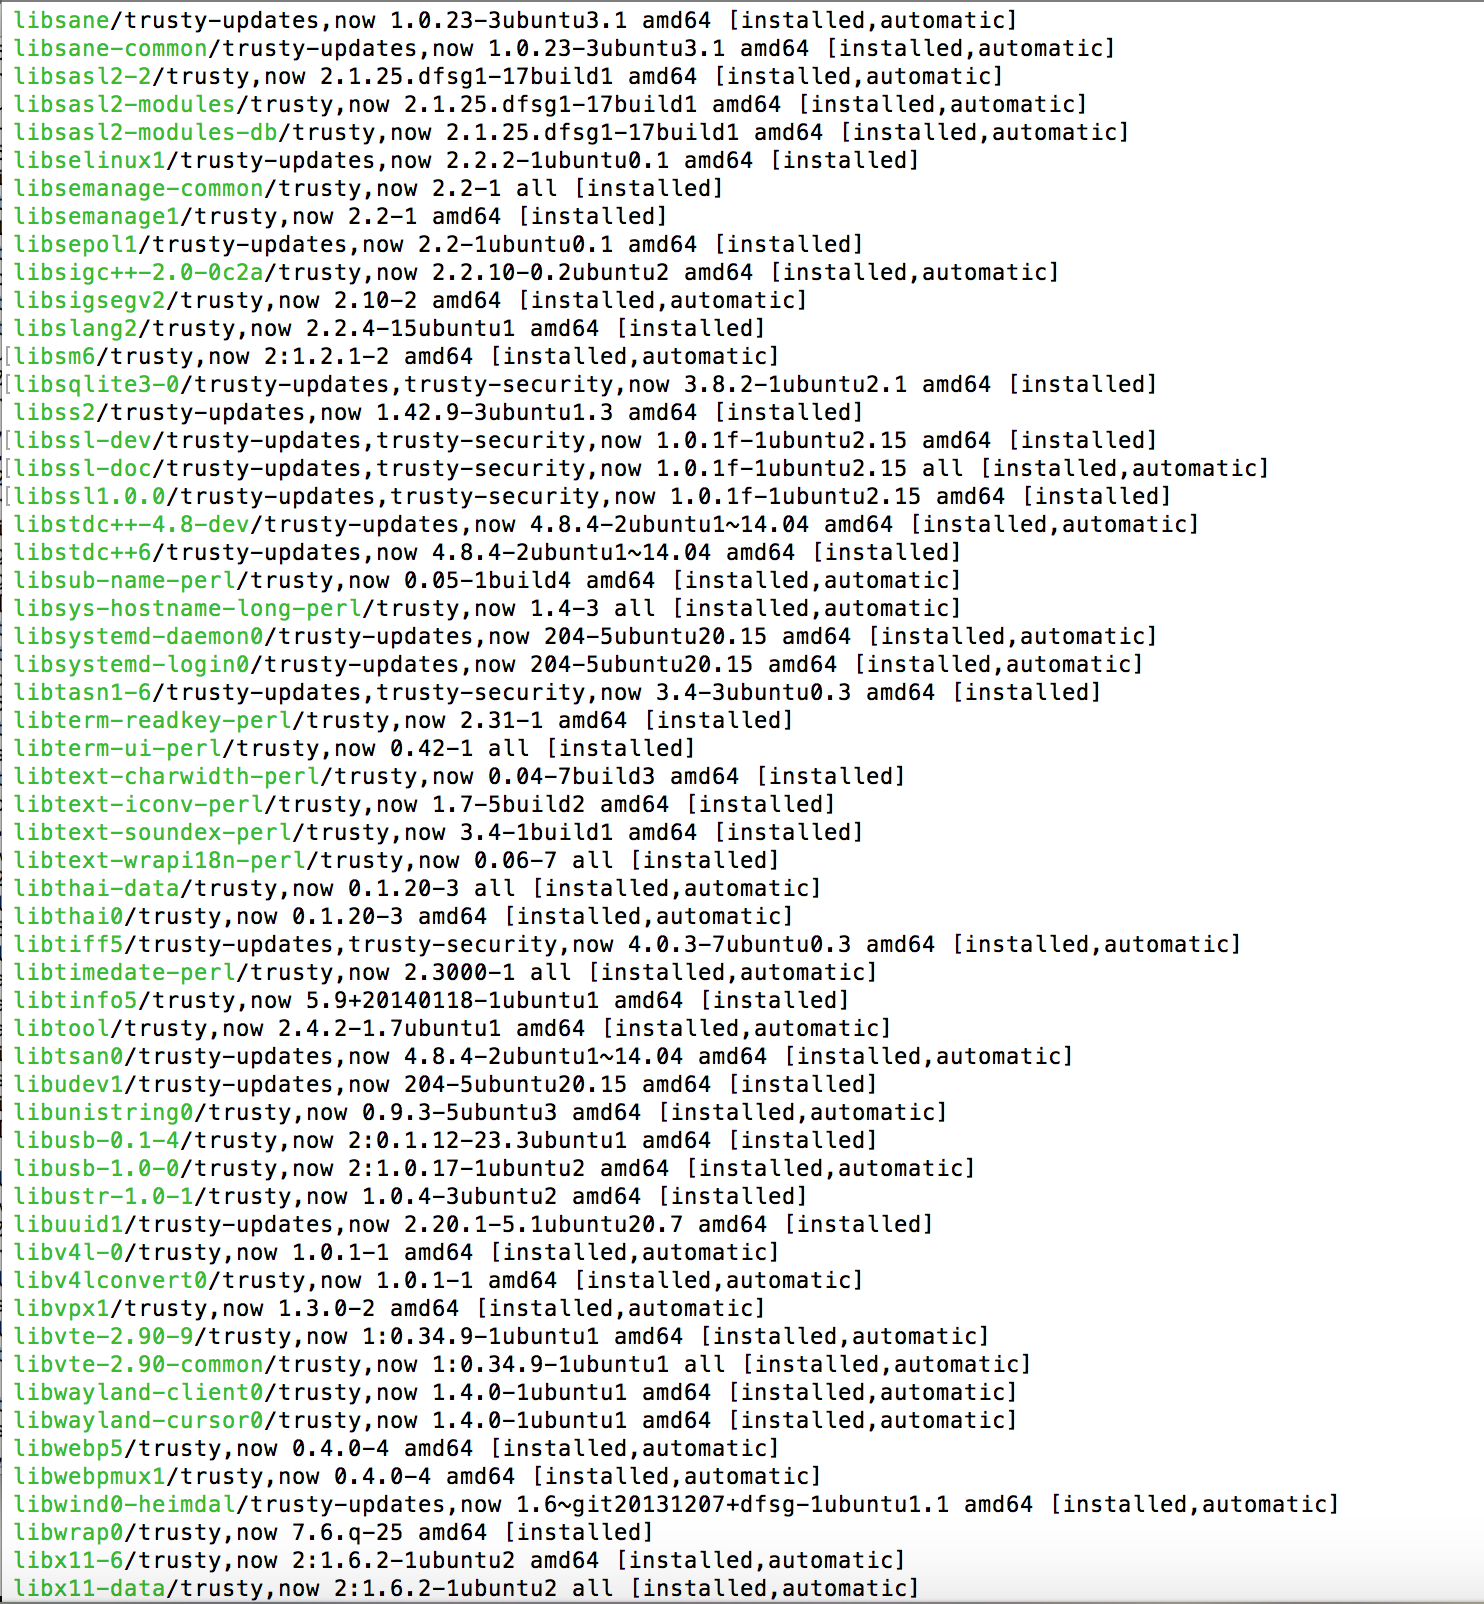 libsane/trusty-updates,now 1.0.23-3ubuntu3.1 amd64 [installed,automatic]
libsane-common/trusty-updates,now 1.0.23-3ubuntu3.1 amd64 [installed,automatic]
libsasl2-2/trusty,now 2.1.25.dfsg1-17build1 amd64 [installed,automatic]
libsasl2-modules/trusty,now 2.1.25.dfsg1-17build1 amd64 [installed,automatic]
libsasl2-modules-db/trusty,now 2.1.25.dfsg1-17build1 amd64 [installed,automatic]
libselinux1/trusty-updates,now 2.2.2-1ubuntu0.1 amd64 [installed]
libsemanage-common/trusty,now 2.2-1 all [installed]
libsemanage1/trusty,now 2.2-1 amd64 [installed]
libsepol1/trusty-updates,now 2.2-1ubuntu0.1 amd64 [installed]
libsigc++-2.0-0c2a/trusty,now 2.2.10-0.2ubuntu2 amd64 [installed,automatic]
libsigsegv2/trusty,now 2.10-2 amd64 [installed,automatic]
libslang2/trusty,now 2.2.4-15ubuntu1 amd64 [installed]
[libsm6/trusty,now 2:1.2.1-2 amd64 [installed,automatic]
[libsqlite3-0/trusty-updates,trusty-security,now 3.8.2-1ubuntu2.1 amd64 [installed]
libss2/trusty-updates,now 1.42.9-3ubuntu1.3 amd64 [installed]
[libssl-dev/trusty-updates,trusty-security,now 1.0.1f-1ubuntu2.15 amd64 [installed]
[libssl-doc/trusty-updates,trusty-security,now 1.0.1f-1ubuntu2.15 all [installed,automatic]
[libssl1.0.0/trusty-updates,trusty-security,now 1.0.1f-1ubuntu2.15 amd64 [installed]
libstdc++-4.8-dev/trusty-updates,now 4.8.4-2ubuntu1~14.04 amd64 [installed,automatic]
libstdc++6/trusty-updates,now 4.8.4-2ubuntu1~14.04 amd64 [installed]
libsub-name-perl/trusty,now 0.05-1build4 amd64 [installed,automatic]
libsys-hostname-long-perl/trusty,now 1.4-3 all [installed,automatic]
libsystemd-daemon0/trusty-updates,now 204-5ubuntu20.15 amd64 [installed,automatic]
libsystemd-login0/trusty-updates,now 204-5ubuntu20.15 amd64 [installed,automatic]
libtasn1-6/trusty-updates,trusty-security,now 3.4-3ubuntu0.3 amd64 [installed]
libterm-readkey-perl/trusty,now 2.31-1 amd64 [installed]
libterm-ui-perl/trusty,now 0.42-1 all [installed]
libtext-charwidth-perl/trusty,now 0.04-7build3 amd64 [installed]
libtext-iconv-perl/trusty,now 1.7-5build2 amd64 [installed]
libtext-soundex-perl/trusty,now 3.4-1build1 amd64 [installed]
libtext-wrapi18n-perl/trusty,now 0.06-7 all [installed]
libthai-data/trusty,now 0.1.20-3 all [installed,automatic]
libthai0/trusty,now 0.1.20-3 amd64 [installed,automatic]
libtiff5/trusty-updates,trusty-security,now 4.0.3-7ubuntu0.3 amd64 [installed,automatic]
libtimedate-perl/trusty,now 2.3000-1 all [installed,automatic]
libtinfo5/trusty,now 5.9+20140118-1ubuntu1 amd64 [installed]
libtool/trusty,now 2.4.2-1.7ubuntu1 amd64 [installed,automatic]
libtsan0/trusty-updates,now 4.8.4-2ubuntu1~14.04 amd64 [installed,automatic]
libudev1/trusty-updates,now 204-5ubuntu20.15 amd64 [installed]
libunistring0/trusty,now 0.9.3-5ubuntu3 amd64 [installed,automatic]
libusb-0.1-4/trusty,now 2:0.1.12-23.3ubuntu1 amd64 [installed]
libusb-1.0-0/trusty,now 2:1.0.17-1ubuntu2 amd64 [installed,automatic]
libustr-1.0-1/trusty,now 1.0.4-3ubuntu2 amd64 [installed]
libuuid1/trusty-updates,now 2.20.1-5.1ubuntu20.7 amd64 [installed]
libv4l-0/trusty,now 1.0.1-1 amd64 [installed,automatic]
libv4lconvert0/trusty,now 1.0.1-1 amd64 [installed,automatic]
libvpx1/trusty,now 1.3.0-2 amd64 [installed,automatic]
libvte-2.90-9/trusty,now 1:0.34.9-1ubuntu1 amd64 [installed,automatic]
libvte-2.90-common/trusty,now 1:0.34.9-1ubuntu1 all [installed,automatic]
libwayland-client0/trusty,now 1.4.0-1ubuntu1 amd64 [installed,automatic]
libwayland-cursor0/trusty,now 1.4.0-1ubuntu1 amd64 [installed,automatic]
libwebp5/trusty,now 0.4.0-4 amd64 [installed,automatic]
libwebpmux1/trusty,now 0.4.0-4 amd64 [installed,automatic]
libwind0-heimdal/trusty-updates,now 1.6~git20131207+dfsg-1ubuntu1.1 amd64 [installed,automatic]
libwrap0/trusty,now 7.6.q-25 amd64 [installed]
libx11-6/trusty,now 2:1.6.2-1ubuntu2 amd64 [installed,automatic]
libx11-data/trusty,now 2:1.6.2-1ubuntu2 all [installed,automatic]